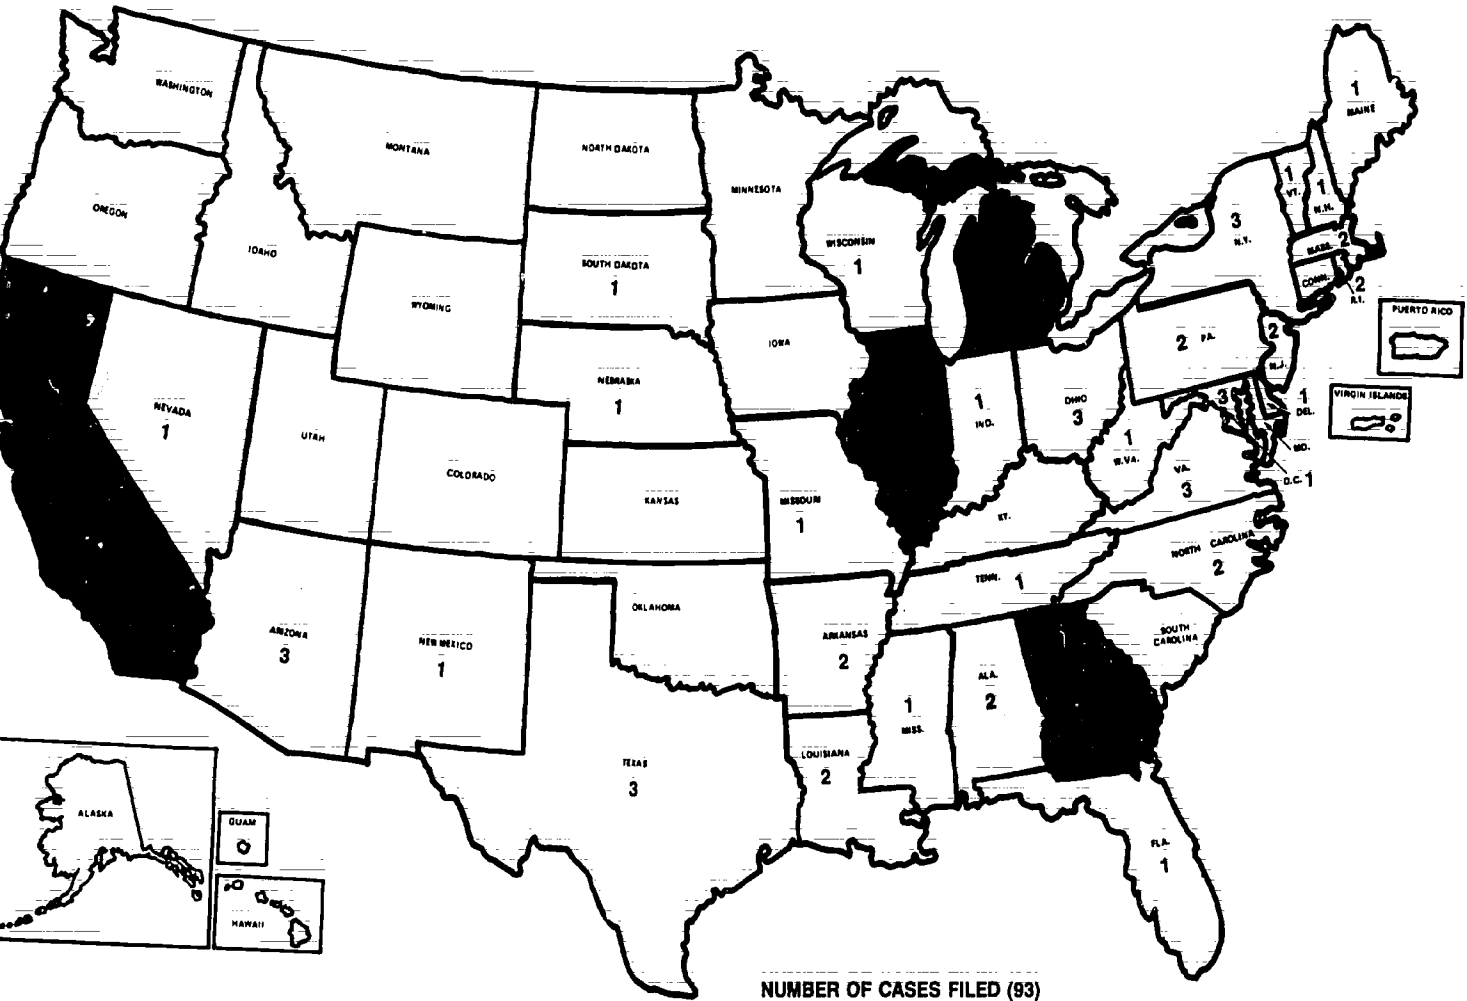 WASHINGTON
MONTANA
NORTH DAKOTA
MINNESOTA
1
MAINE
OREGON
IDAHO
WYOMING
SOUTH DAKOTA
1
WISCONSIN
1
3
N.Y.
1
VT.
1
N.H.
MASS. 2
CONN.
2
R.I.
PUERTO RICO
VIRGIN ISLANDS
NEVADA
1
UTAH
COLORADO
NEBRASKA
1
IOWA
KANSAS
MISSOURI
1
1
IND.
OHIO
3
2 PA.
2
N.J.
1
DEL.
3
MD.
D.C. 1
1
W.VA.
VA.
3
KY.
TENN. 1
NORTH CAROLINA
2
SOUTH
CAROLINA
ARIZONA
3
NEW MEXICO
1
OKLAHOMA
ARKANSAS
2
TEXAS
3
LOUISIANA
2
1
MISS.
ALA.
2
FLA.
1
ALASKA
GUAM
HAWAII
NUMBER OF CASES FILED (93)